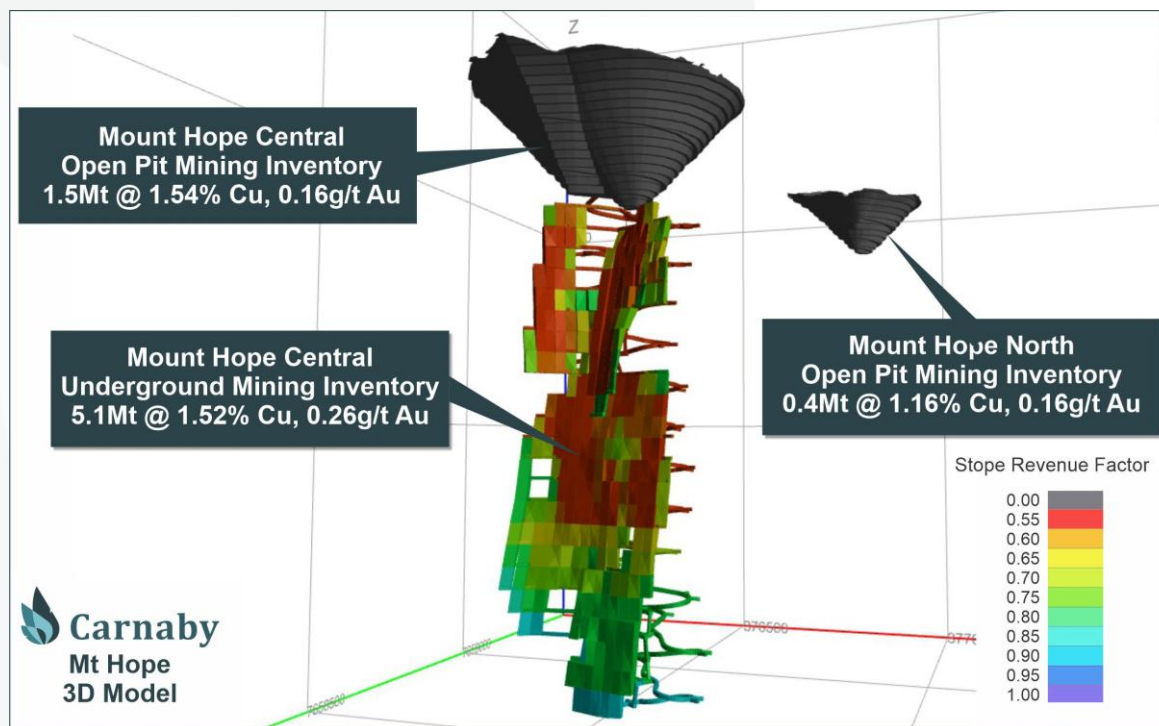 Z
Mount Hope Central
Open Pit Mining Inventory
1.5Mt @ 1.54% Cu, 0.16g/t Au
Mount Hope Central
Underground Mining Inventory
5.1Mt @ 1.52% Cu, 0.26g/t Au
Mount Hope North
Open Pit Mining Inventory
0.4Mt @ 1.16% Cu, 0.16g/t Au
Stope Revenue Factor
0.00
0.55
0.60
0.65
0.70
0.75
0.80
0.85
0.90
0.95
1.00
376500
Carnaby
Mt Hope
3D Model